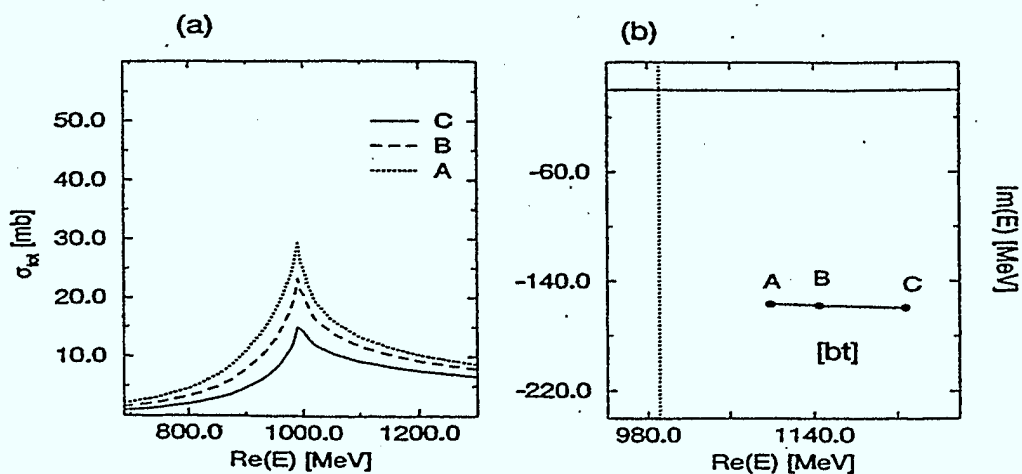 (a)
50.0
40.0
30.0
20.0
10.0
σtot [mb]
C
B
A
800.0 1000.0 1200.0
Re(E) [MeV]
(b)
-60.0
-140.0
-220.0
Im(E) [MeV]
A B C
[bt]
980.0 1140.0
Re(E) [MeV]